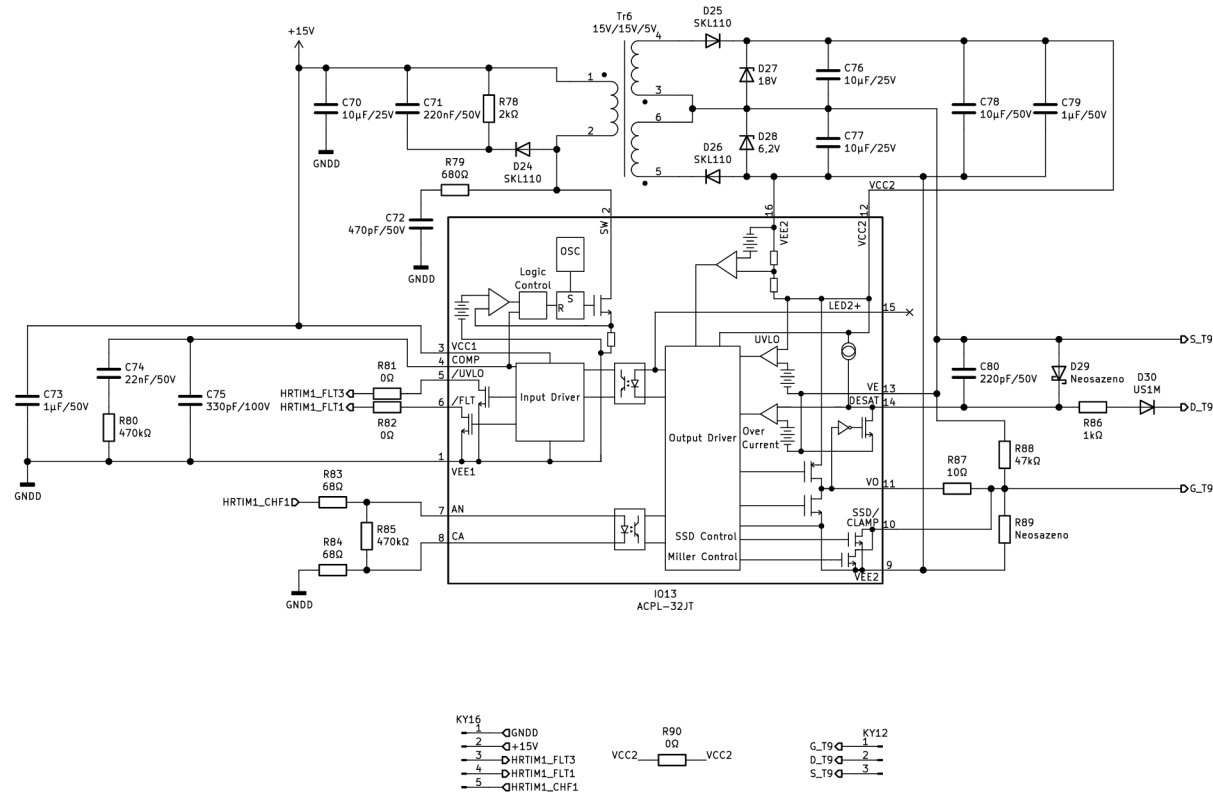 +15V
Tr6
15V/15V/5V
D25
SKL110
4
3
6
5
1
2
C70
10µF/25V
C71
220nF/50V
R78
2kΩ
GNDD
D24
SKL110
D27
18V
D28
6,2V
D26
SKL110
C76
10µF/25V
C77
10µF/25V
C78
10µF/50V
C79
1µF/50V
R79
680Ω
C72
470pF/50V
GNDD
SW
2
16
VEE2
VCC2
12
VCC2
OSC
Logic
Control
S
R
LED2+
15
UVLO
3
VCC1
4
COMP
5
/UVLO
6
/FLT
1
VEE1
C73
1µF/50V
C74
22nF/50V
R80
470kΩ
C75
330pF/100V
HRTIM1_FLT3
R81
0Ω
HRTIM1_FLT1
R82
0Ω
GNDD
Input Driver
Output Driver
Over
Current
VE
13
DESAT
14
C80
220pF/50V
D29
Neosazeno
D30
US1M
R86
1kΩ
S_T9
D_T9
R88
47kΩ
R87
10Ω
VO
11
G_T9
R89
Neosazeno
SSD/
CLAMP
10
SSD Control
Miller Control
VEE2
9
HRTIM1_CHF1
R83
68Ω
R85
470kΩ
R84
68Ω
GNDD
7
AN
8
CA
IO13
ACPL-32JT
KY16
1
GNDD
2
+15V
3
HRTIM1_FLT3
4
HRTIM1_FLT1
5
HRTIM1_CHF1
R90
0Ω
VCC2
VCC2
KY12
G_T9
1
D_T9
2
S_T9
3